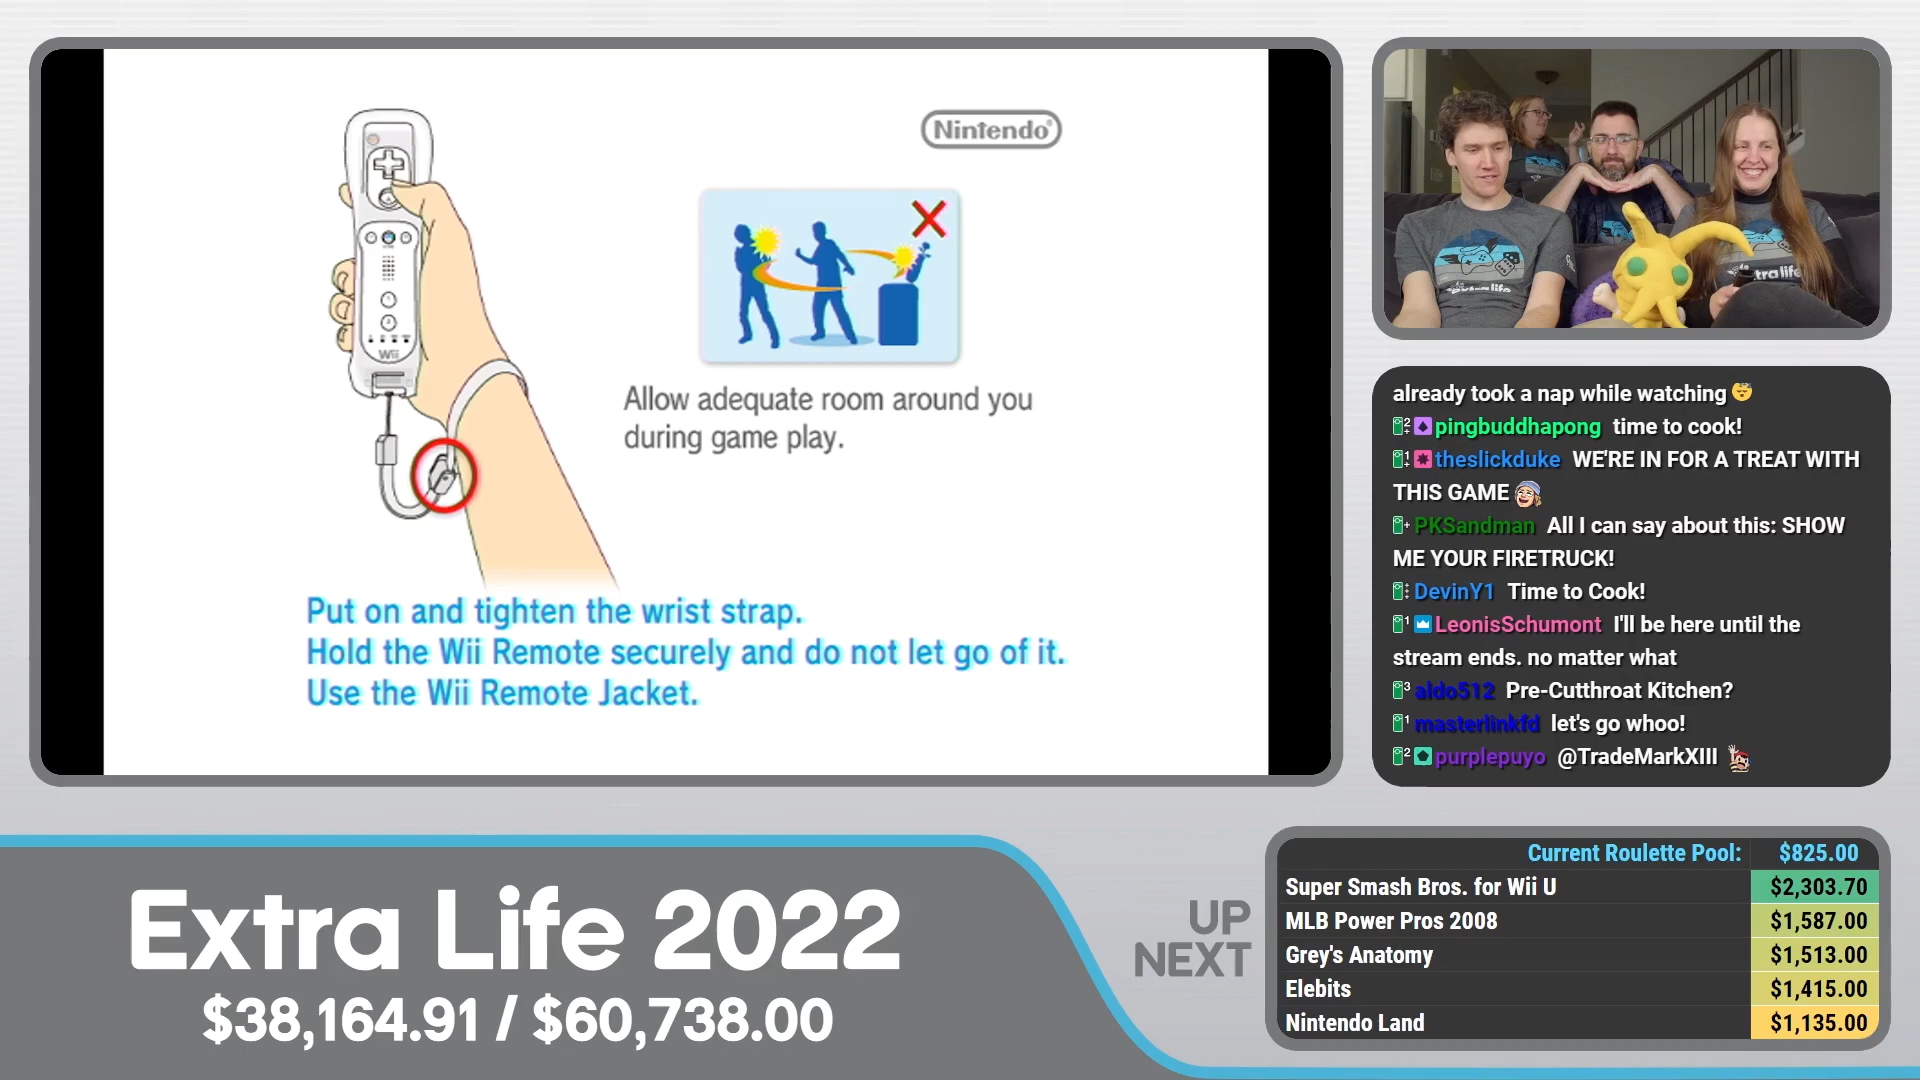 Nintendo®
Wii
Allow adequate room around you
during game play.
Put on and tighten the wrist strap.
Hold the Wii Remote securely and do not let go of it.
Use the Wii Remote Jacket.
extra life
already took a nap while watching
pingbuddhapong time to cook!
theslickduke WE'RE IN FOR A TREAT WITH
THIS GAME
PKSandman All I can say about this: SHOW
ME YOUR FIRETRUCK!
DevinY1 Time to Cook!
LeonisSchumont I'll be here until the
stream ends. no matter what
aldo512 Pre-Cutthroat Kitchen?
masterlinkfd let's go whoo!
purplepuyo @TradeMarkXIII
Extra Life 2022
$38,164.91 / $60,738.00
UP
NEXT
Current Roulette Pool: $825.00
Super Smash Bros. for Wii U $2,303.70
MLB Power Pros 2008 $1,587.00
Grey's Anatomy $1,513.00
Elebits $1,415.00
Nintendo Land $1,135.00